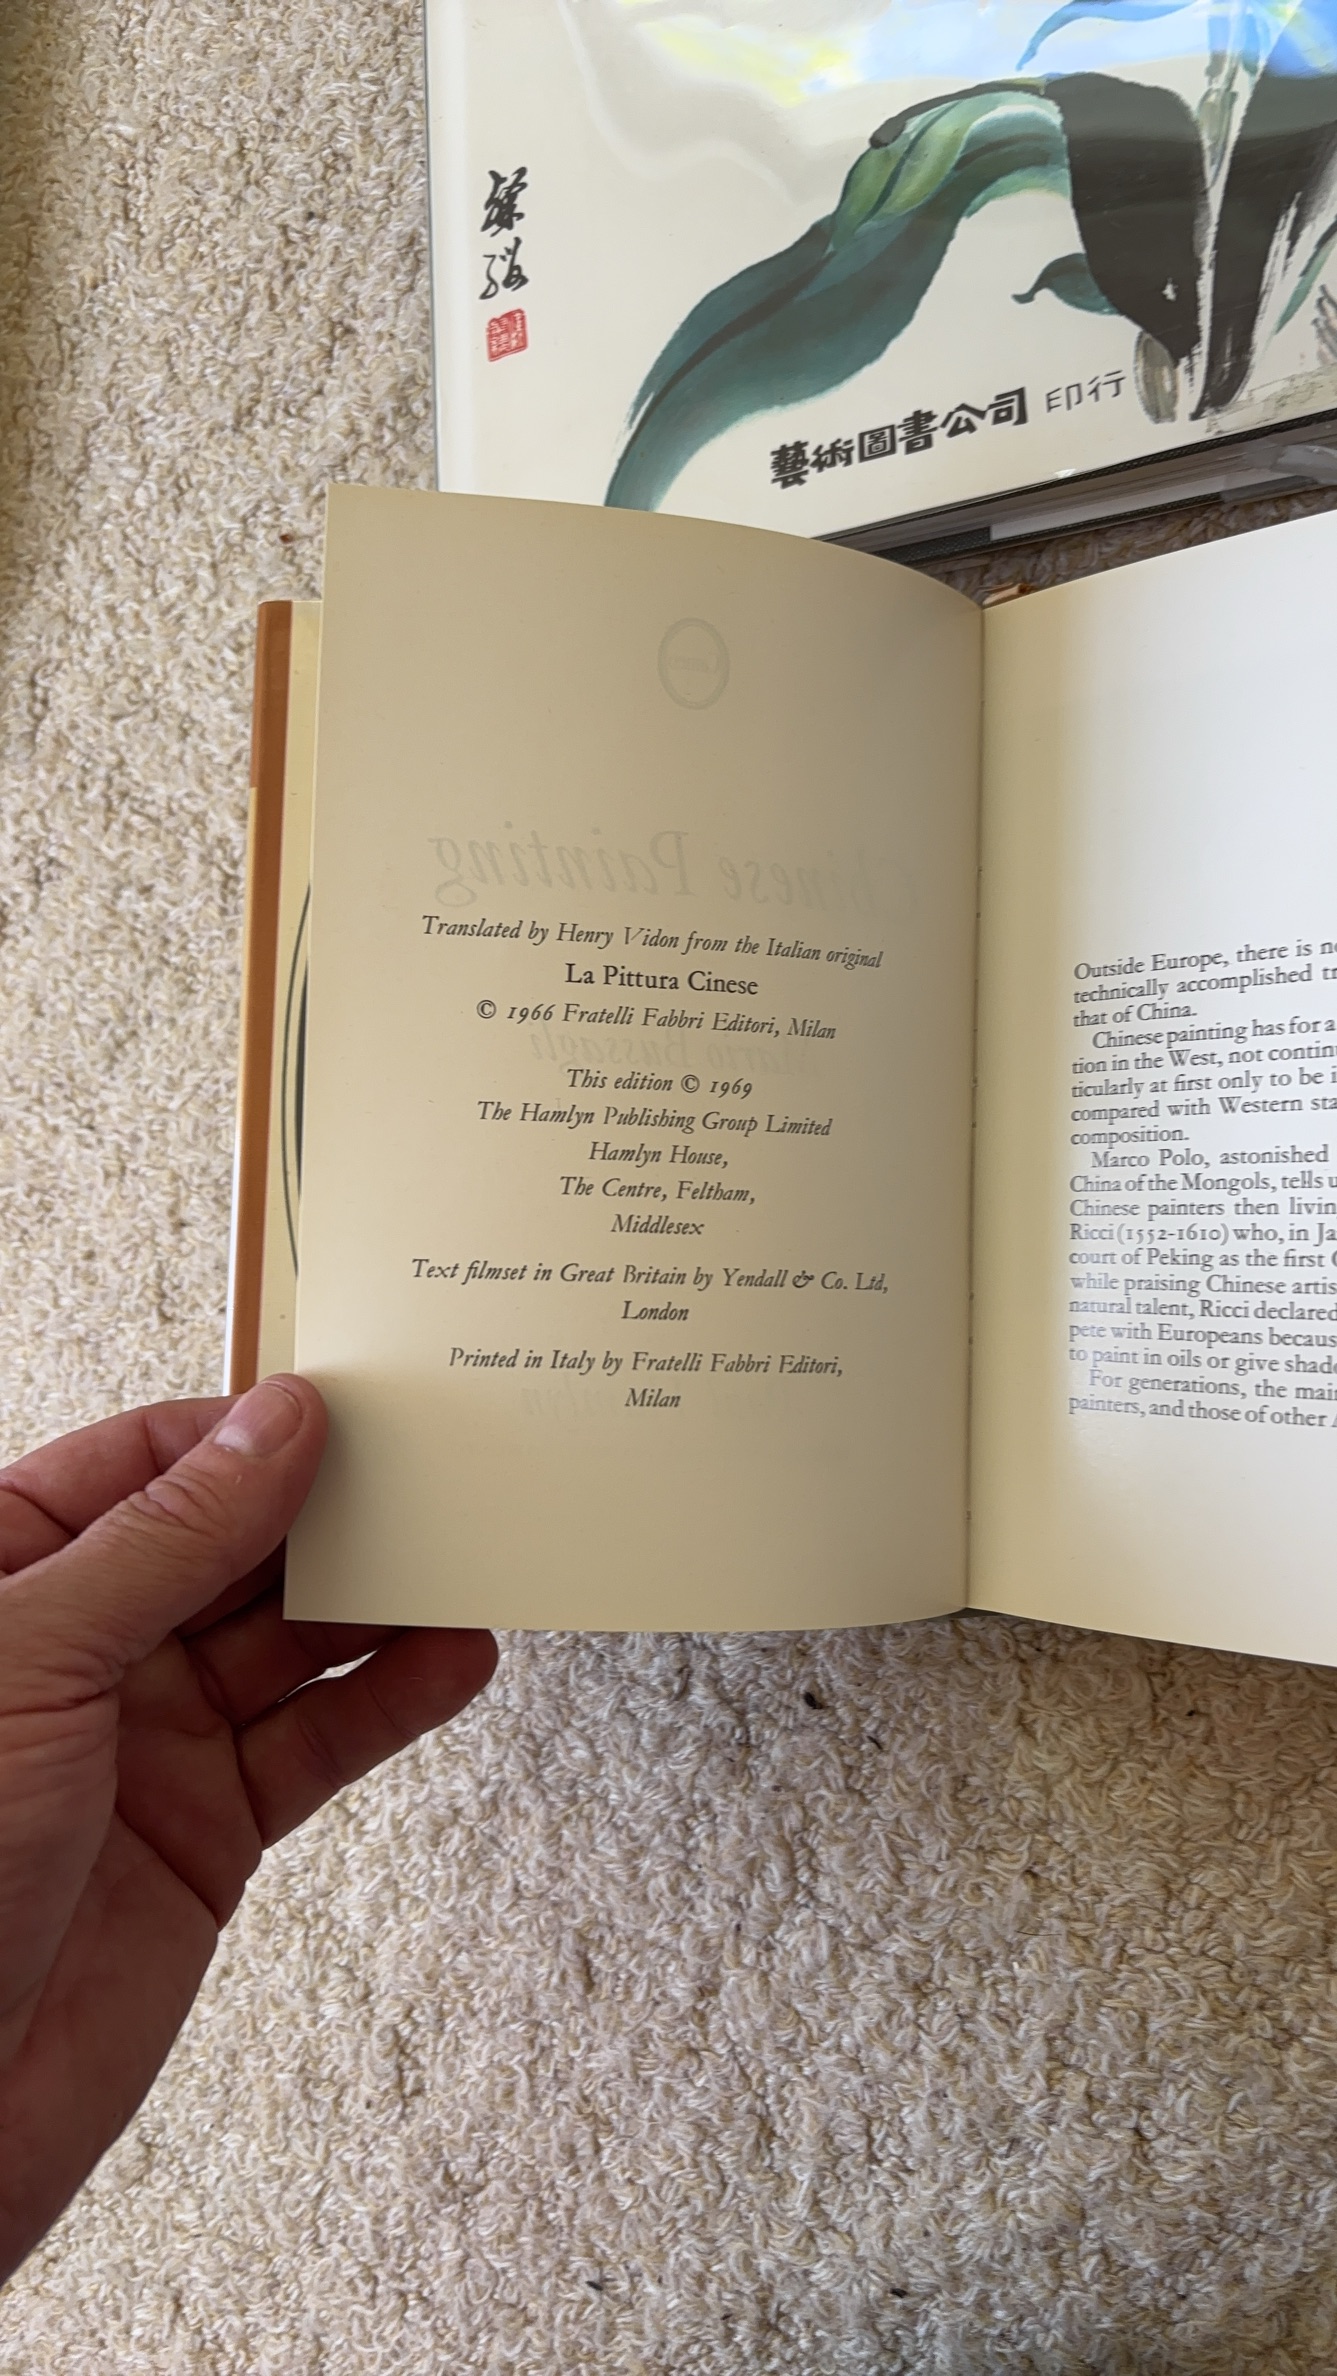 藝術圖書公司 印行
Chinese Painting
Translated by Henry Vidon from the Italian original
La Pittura Cinese
© 1966 Fratelli Fabbri Editori, Milan
Mario Bussagli
This edition © 1969
The Hamlyn Publishing Group Limited
Hamlyn House,
The Centre, Feltham,
Middlesex
Text filmset in Great Britain by Yendall & Co. Ltd,
London
Printed in Italy by Fratelli Fabbri Editori,
Milan
Outside Europe, there is
technically accomplished
that of China.
Chinese painting has for a
tion in the West, not
ticularly at first only to be
compared with Western
composition.
Marco Polo, astonished
China of the Mongols, tells
Chinese painters then
Ricci (1552-1610) who, in
court of Peking as the first
while praising Chinese
natural talent, Ricci declared
pete with Europeans
to paint in oils or give
For generations, the
painters, and those of other